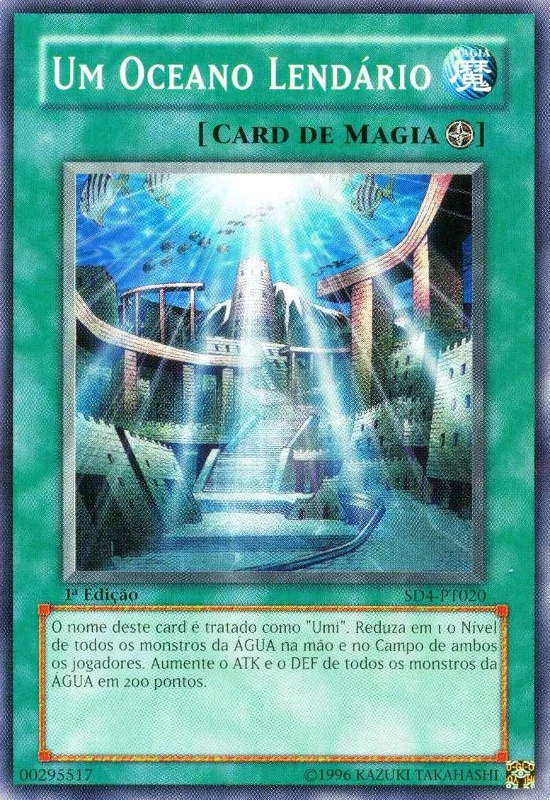 Um Oceano Lendário
MAGIA
魔
[Card de Magia]
1ª Edição
SD4-PT020
O nome deste card é tratado como "Umi". Reduza em 1 o Nível
de todos os monstros da ÁGUA na mão e no Campo de ambos
os jogadores. Aumente o ATK e o DEF de todos os monstros da
ÁGUA em 200 pontos.
00295517
©1996 KAZUKI TAKAHASHI